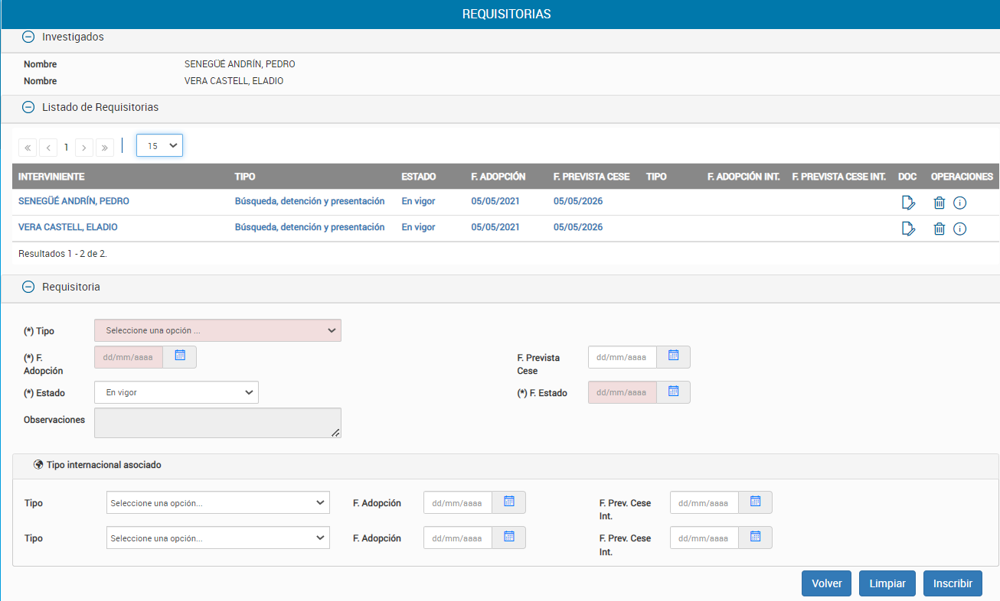 REQUISITORIAS
Investigados
Nombre SENEGÜÉ ANDRÍN, PEDRO
Nombre VERA CASTELL, ELADIO
Listado de Requisitorias
« < 1 > » | 15
INTERVINIENTE TIPO ESTADO F. ADOPCIÓN F. PREVISTA CESE TIPO F. ADOPCIÓN INT. F. PREVISTA CESE INT. DOC OPERACIONES
SENEGÜÉ ANDRÍN, PEDRO Búsqueda, detención y presentación En vigor 05/05/2021 05/05/2026
VERA CASTELL, ELADIO Búsqueda, detención y presentación En vigor 05/05/2021 05/05/2026
Resultados 1 - 2 de 2.
Requisitoria
(*) Tipo Seleccione una opción ...
(*) F. Adopción dd/mm/aaaa F. Prevista Cese dd/mm/aaaa
(*) Estado En vigor (*) F. Estado dd/mm/aaaa
Observaciones
Tipo internacional asociado
Tipo Seleccione una opción... F. Adopción dd/mm/aaaa F. Prev. Cese Int. dd/mm/aaaa
Tipo Seleccione una opción... F. Adopción dd/mm/aaaa F. Prev. Cese Int. dd/mm/aaaa
Volver Limpiar Inscribir